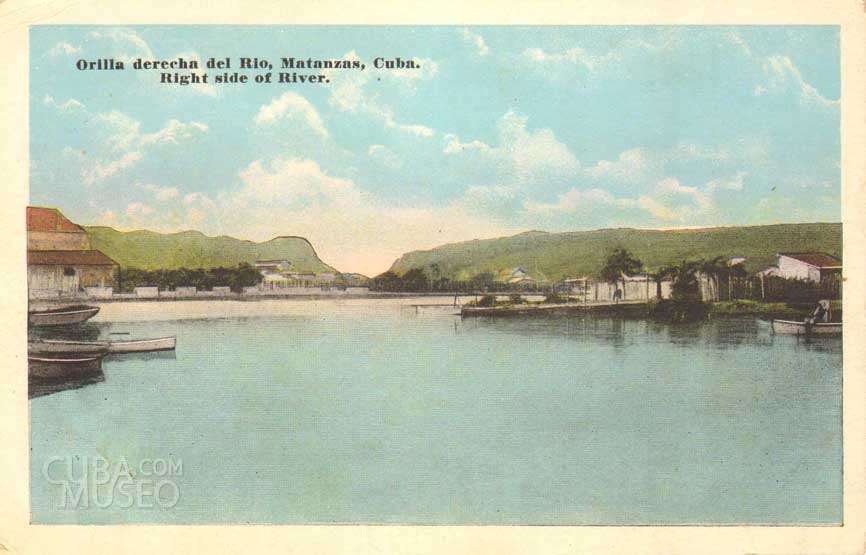 Orilla derecha del Rio, Matanzas, Cuba.
Right side of River.
CUBA.COM
MUSEO